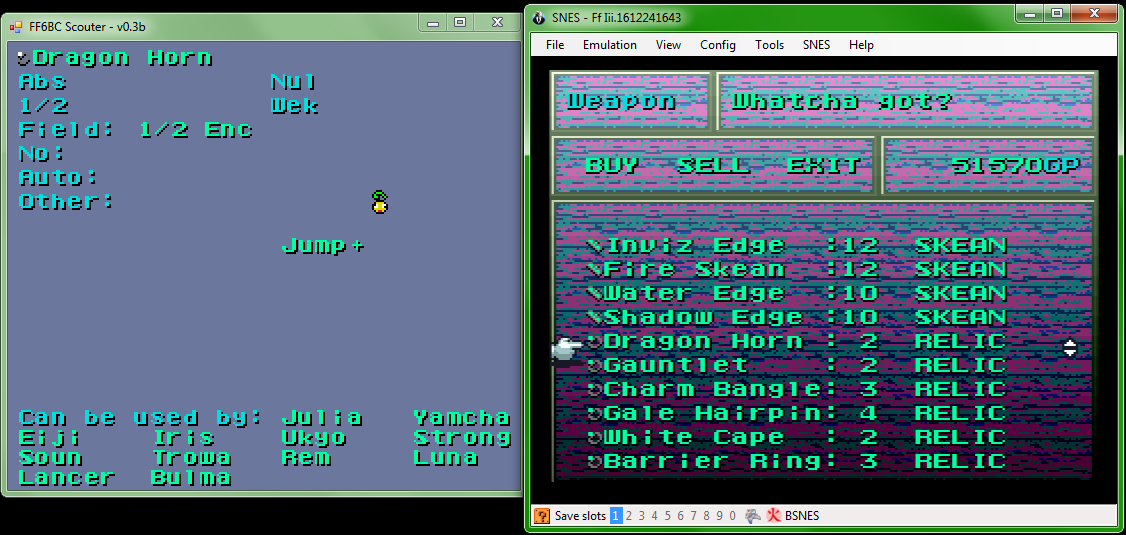 FF6BC Scouter - v0.3b
Dragon Horn
Abs Nul
1/2 Wek
Field: 1/2 Enc
No:
Auto:
Other:
Jump+
Can be used by: Julia Yamcha
Eiji Iris Ukyo Strong
Soun Trowa Rem Luna
Lancer Bulma
SNES - Ff Iii.1612241643
File Emulation View Config Tools SNES Help
Weapon Whatcha got?
BUY SELL EXIT 51570GP
Inviz Edge :12 SKEAN
Fire Skean :12 SKEAN
Water Edge :10 SKEAN
Shadow Edge :10 SKEAN
Dragon Horn : 2 RELIC
Gauntlet : 2 RELIC
Charm Bangle: 3 RELIC
Gale Hairpin: 4 RELIC
White Cape : 2 RELIC
Barrier Ring: 3 RELIC
? Save slots 1 2 3 4 5 6 7 8 9 0 火 BSNES